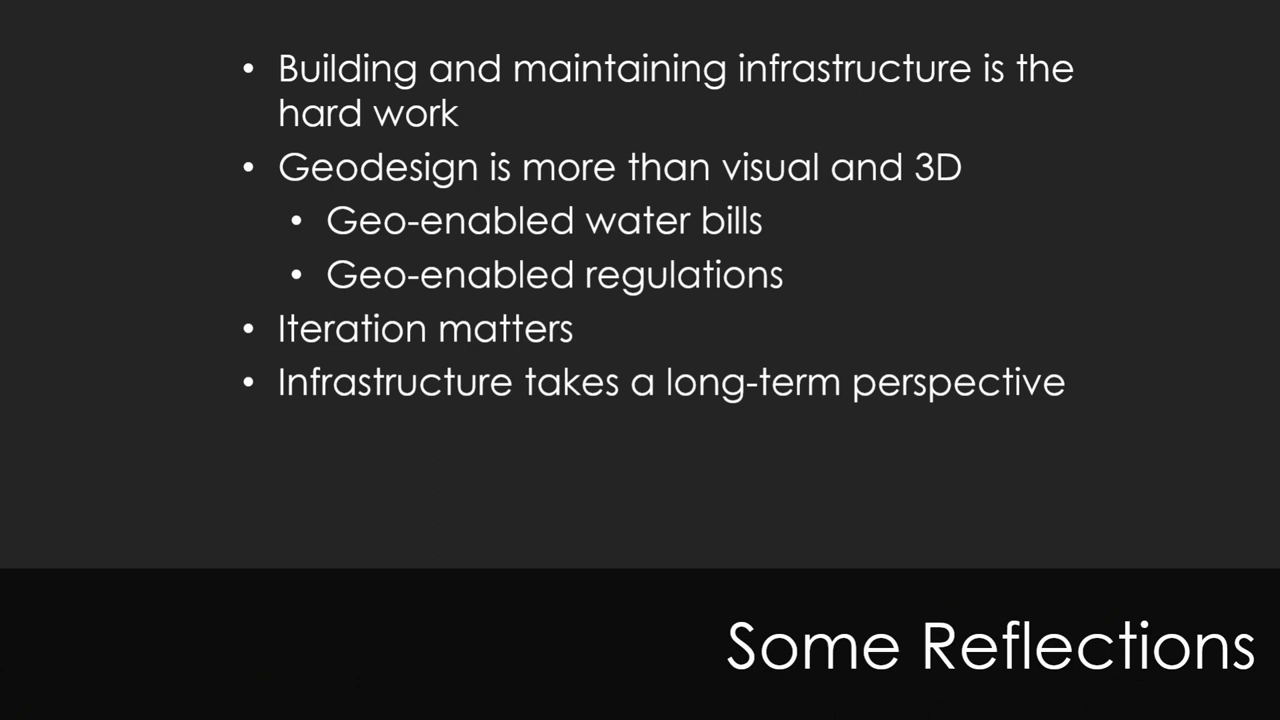 • Building and maintaining infrastructure is the
hard work
• Geodesign is more than visual and 3D
• Geo-enabled water bills
• Geo-enabled regulations
• Iteration matters
• Infrastructure takes a long-term perspective
Some Reflections